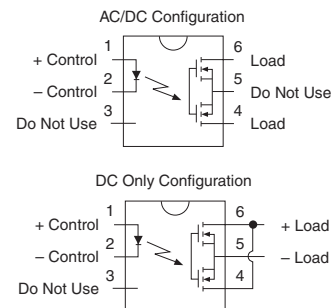 AC/DC Configuration
1 6
+ Control Load
2 5
– Control Do Not Use
3 4
Do Not Use Load
DC Only Configuration
1 6
+ Control + Load
2 5
– Control – Load
3 4
Do Not Use